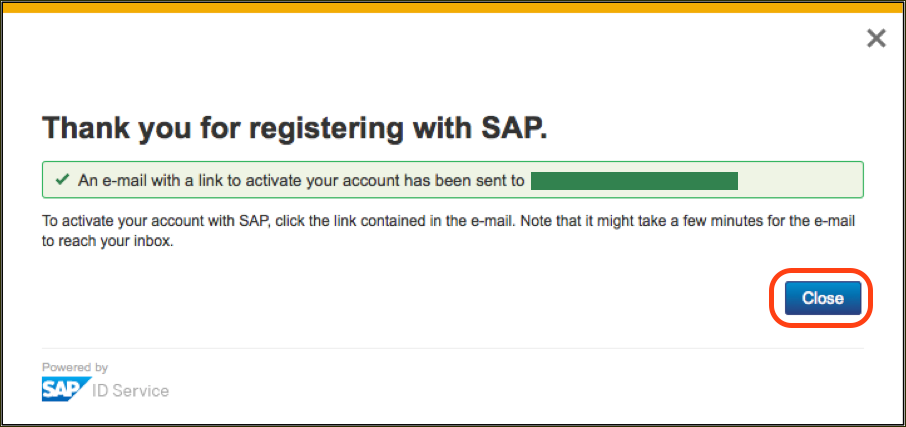 Thank you for registering with SAP.
An e-mail with a link to activate your account has been sent to
To activate your account with SAP, click the link contained in the e-mail. Note that it might take a few minutes for the e-mail
to reach your inbox.
Close
Powered by
SAP ID Service